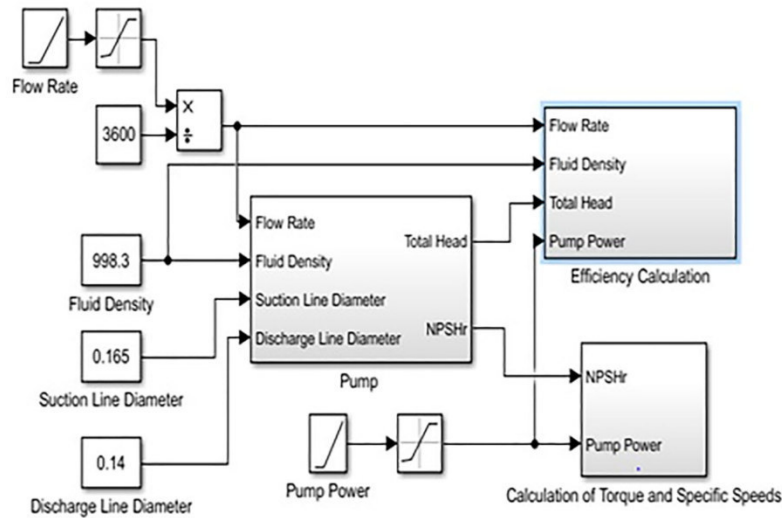 Flow Rate
3600
×
÷
Flow Rate
Fluid Density
Total Head
Pump Power
Efficiency Calculation
Flow Rate
Fluid Density
Suction Line Diameter
Discharge Line Diameter
Total Head
NPSHr
Pump
998.3
Fluid Density
0.165
Suction Line Diameter
0.14
Discharge Line Diameter
Pump Power
NPSHr
Pump Power
Calculation of Torque and Specific Speeds